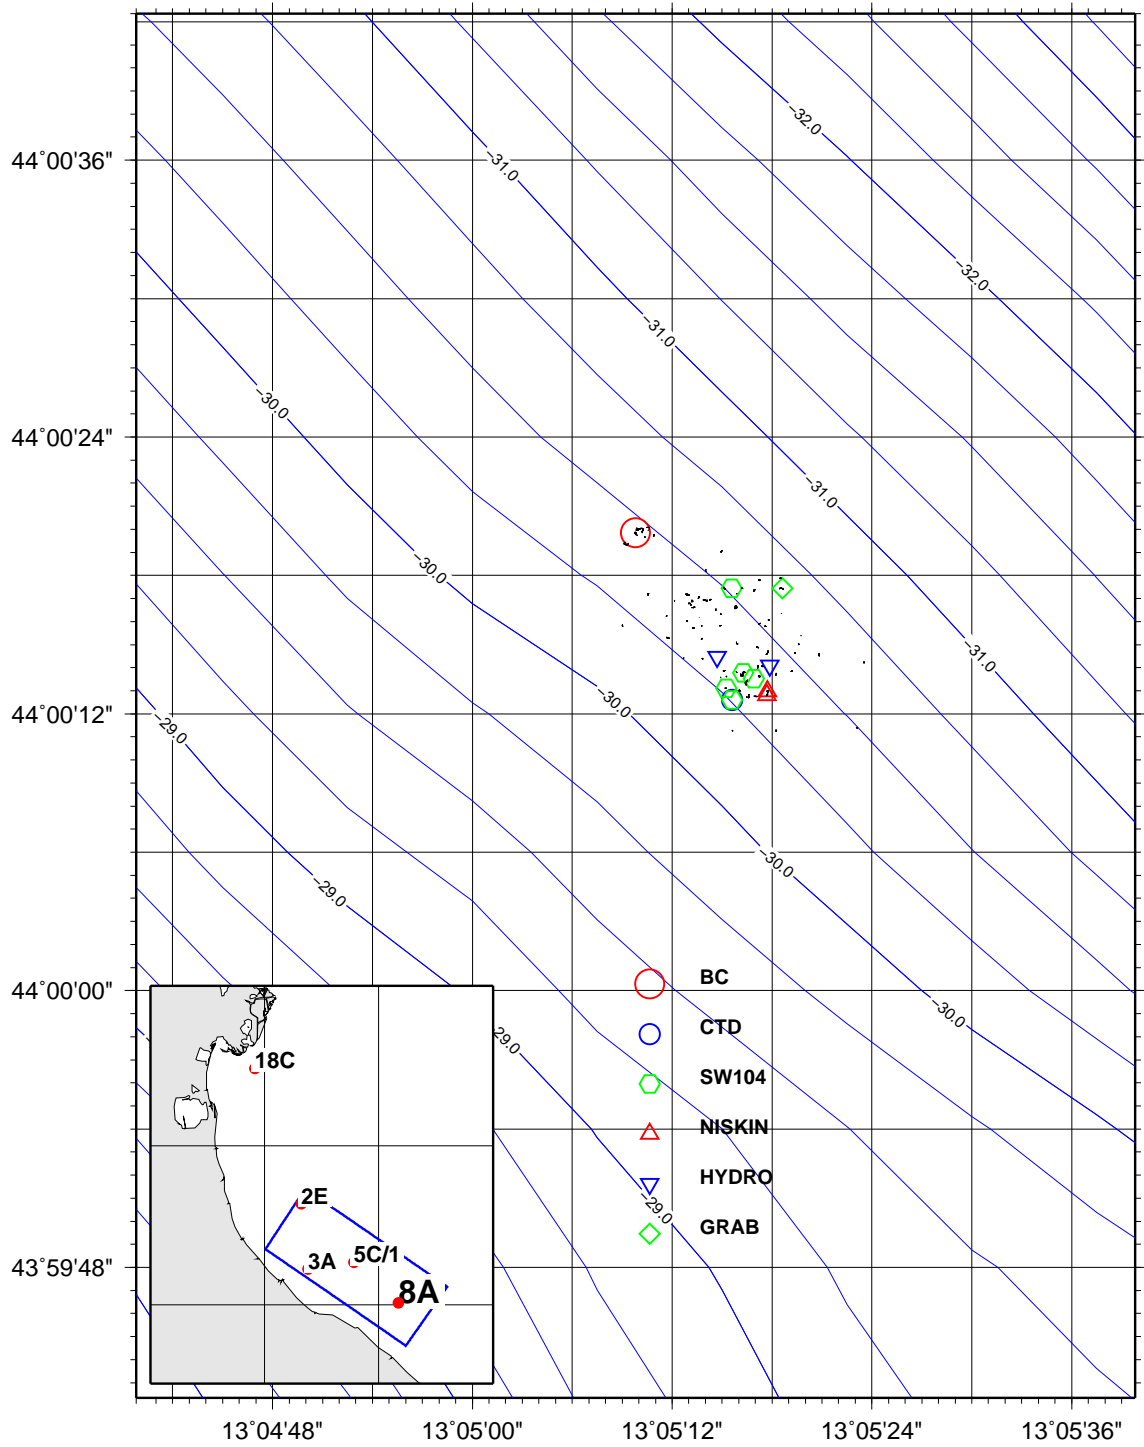 −32.0
44°00'36"
−31.0
−32.0
−31.0
−30.0
44°00'24"
−31.0
−30.0
−31.0
−30.0
44°00'12"
−29.0
−30.0
−29.0
BC
44°00'00"
−30.0
CTD
−29.0
18C
SW104
NISKIN
HYDRO
2E
−29.0
GRAB
5C/1
3A
43°59'48"
8A
13°04'48"
13°05'00"
13°05'12"
13°05'24"
13°05'36"